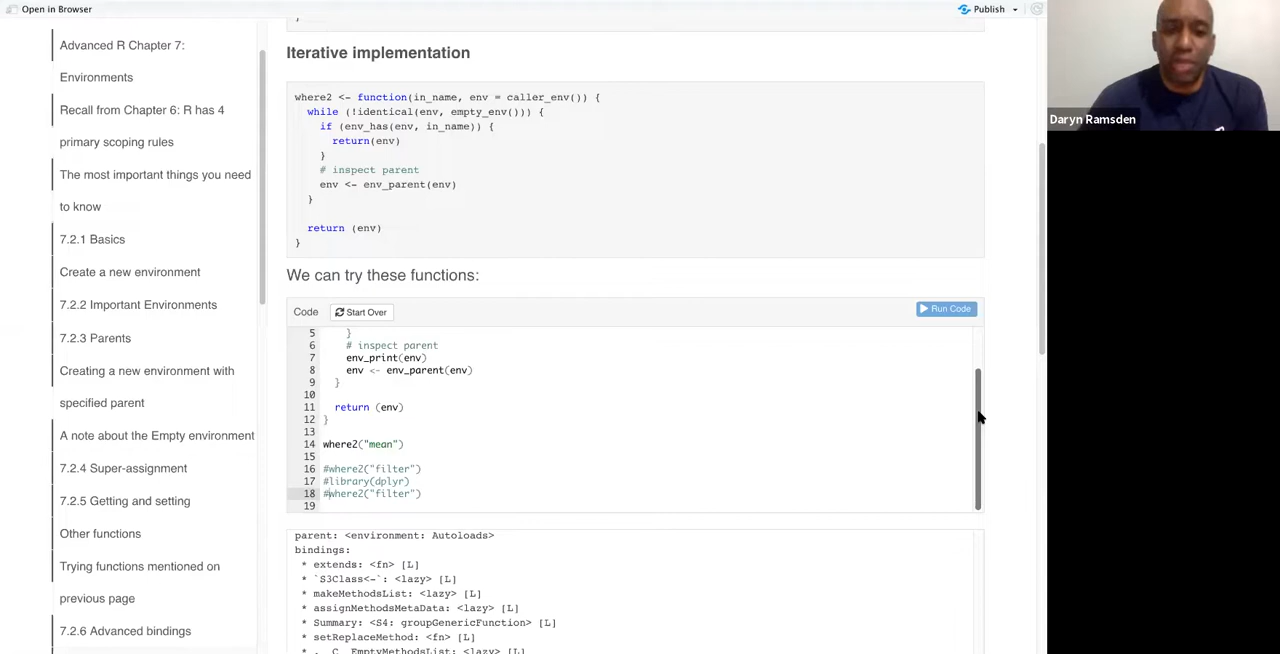 Open in Browser
Publish
Advanced R Chapter 7:
Environments
Recall from Chapter 6: R has 4
primary scoping rules
The most important things you need
to know
7.2.1 Basics
Create a new environment
7.2.2 Important Environments
7.2.3 Parents
Creating a new environment with
specified parent
A note about the Empty environment
7.2.4 Super-assignment
7.2.5 Getting and setting
Other functions
Trying functions mentioned on
previous page
7.2.6 Advanced bindings
}
Iterative implementation
where2 <- function(in_name, env = caller_env()) {
while (!identical(env, empty_env())) {
if (env_has(env, in_name)) {
return(env)
}
# inspect parent
env <- env_parent(env)
}
return (env)
}
We can try these functions:
Code
Start Over
Run Code
5 }
6 # inspect parent
7 env_print(env)
8 env <- env_parent(env)
9 }
10
11 return (env)
12 }
13
14 where2("mean")
15
16 #where2("filter")
17 #library(dplyr)
18 #where2("filter")
19
parent: <environment: Autoloads>
bindings:
* extends: <fn> [L]
* `S3Class<-`: <lazy> [L]
* makeMethodsList: <lazy> [L]
* assignMethodsMetaData: <lazy> [L]
* Summary: <S4: groupGenericFunction> [L]
* setReplaceMethod: <fn> [L]
Daryn Ramsden